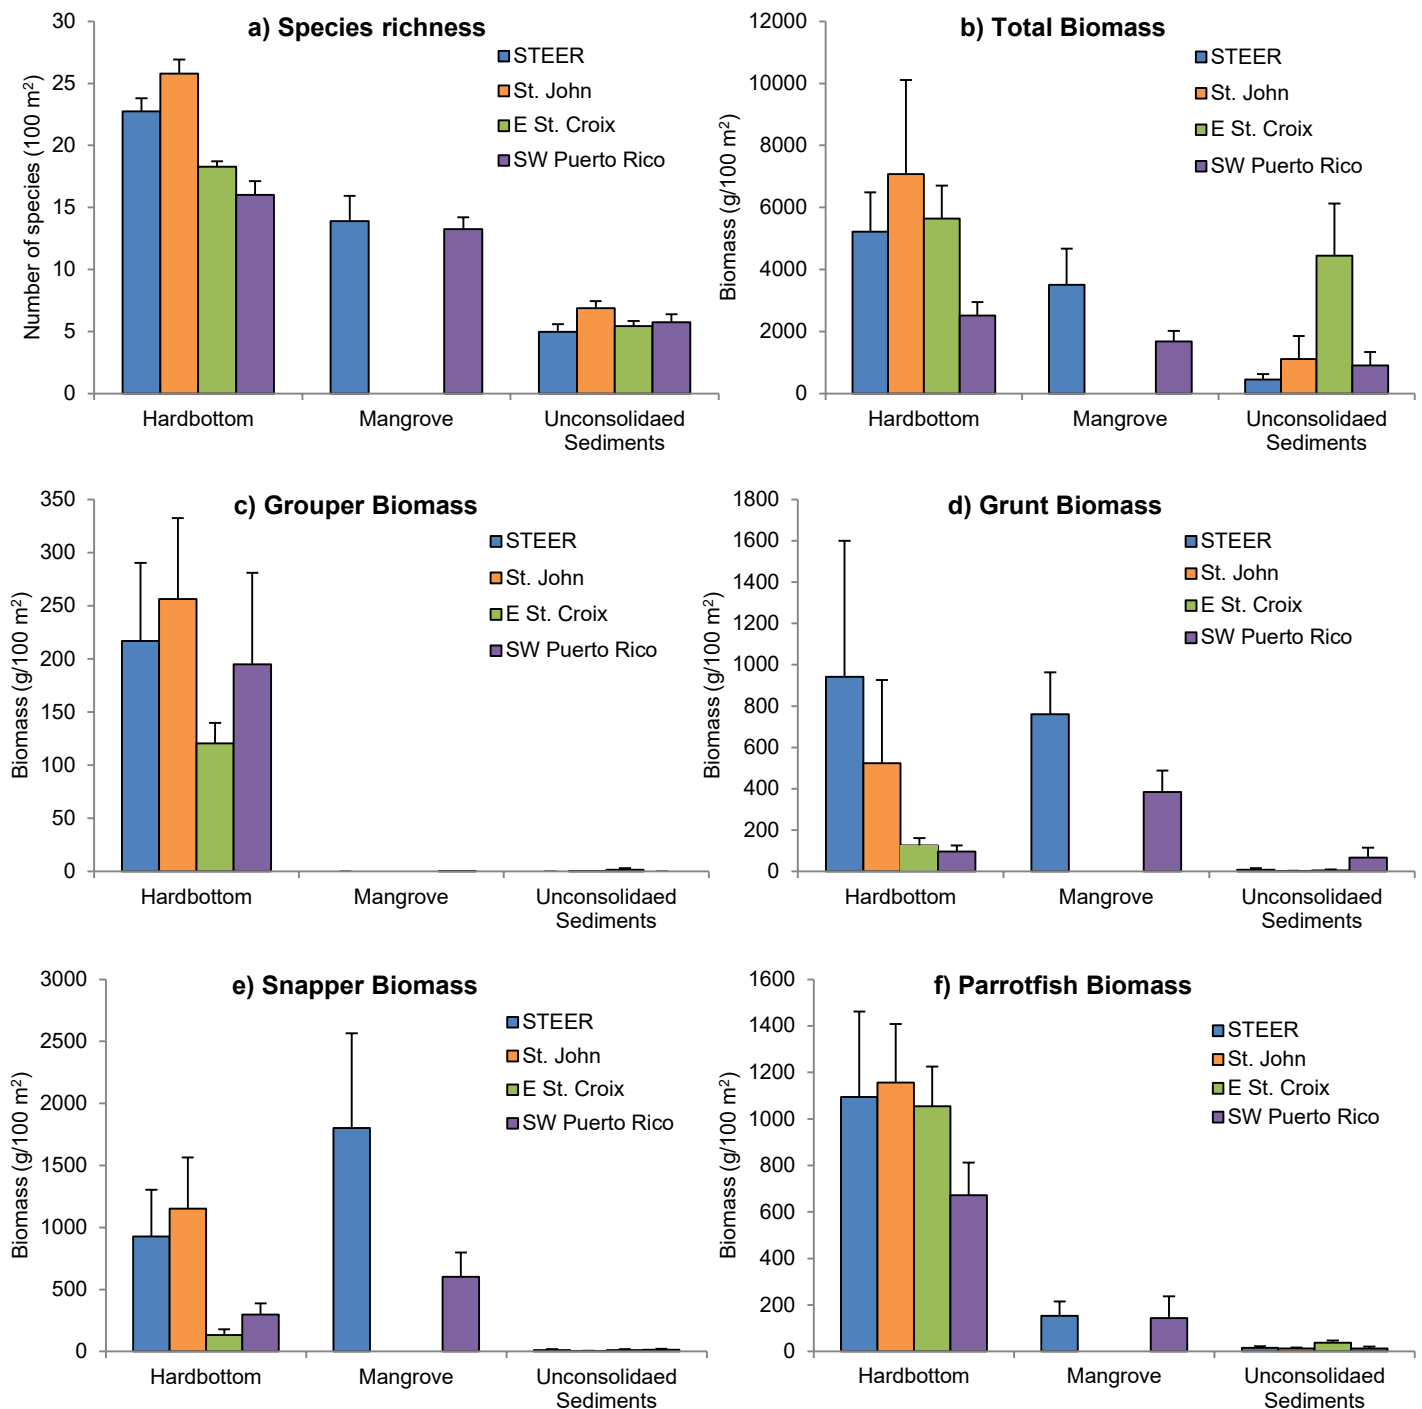 a) Species richness
Number of species (100 m²)
30
25
20
15
10
5
0
STEER
St. John
E St. Croix
SW Puerto Rico
Hardbottom
Mangrove
Unconsolidaed
Sediments
b) Total Biomass
Biomass (g/100 m²)
12000
10000
8000
6000
4000
2000
0
STEER
St. John
E St. Croix
SW Puerto Rico
Hardbottom
Mangrove
Unconsolidaed
Sediments
c) Grouper Biomass
Biomass (g/100 m²)
350
300
250
200
150
100
50
0
STEER
St. John
E St. Croix
SW Puerto Rico
Hardbottom
Mangrove
Unconsolidaed
Sediments
d) Grunt Biomass
Biomass (g/100 m²)
1800
1600
1400
1200
1000
800
600
400
200
0
STEER
St. John
E St. Croix
SW Puerto Rico
Hardbottom
Mangrove
Unconsolidaed
Sediments
e) Snapper Biomass
Biomass (g/100 m²)
3000
2500
2000
1500
1000
500
0
STEER
St. John
E St. Croix
SW Puerto Rico
Hardbottom
Mangrove
Unconsolidaed
Sediments
f) Parrotfish Biomass
Biomass (g/100 m²)
1600
1400
1200
1000
800
600
400
200
0
STEER
St. John
E St. Croix
SW Puerto Rico
Hardbottom
Mangrove
Unconsolidaed
Sediments